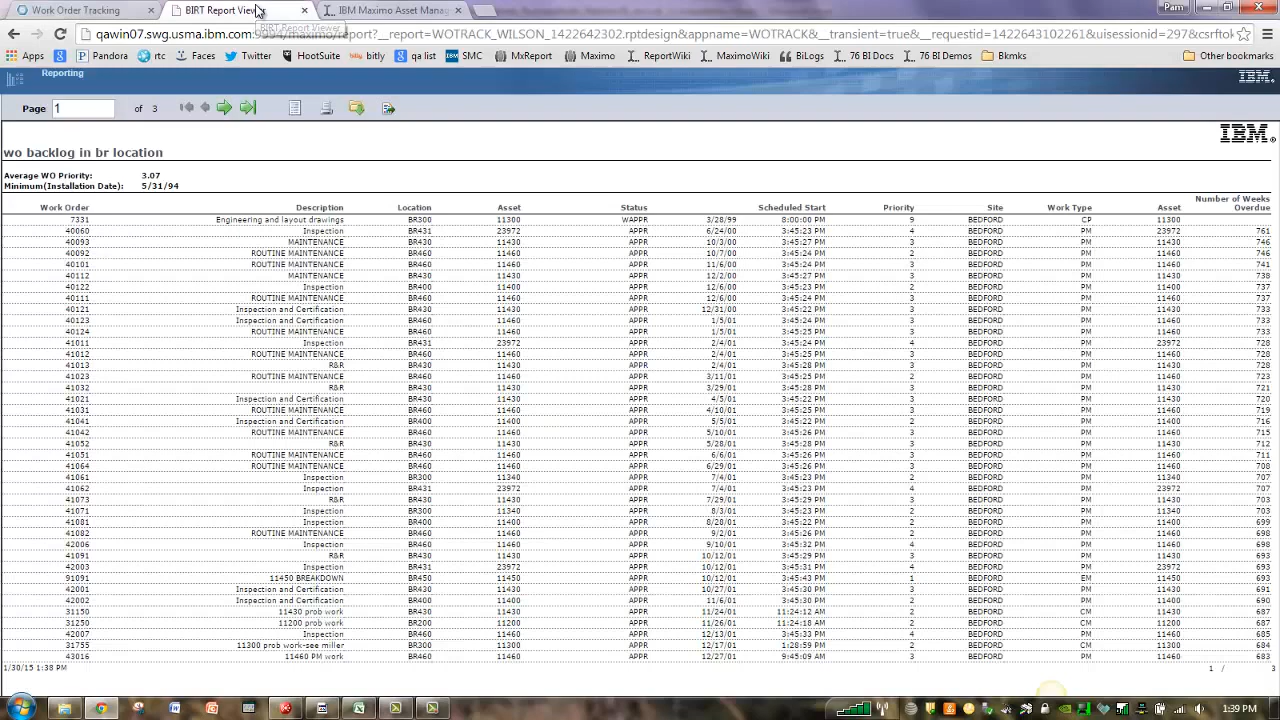 Work Order Tracking
BIRT Report Viewer
IBM Maximo Asset Mana
Pam
BIRT Report Viewer
qawin07.swg.usma.ibm.com:9994/maximo/report?__report=WOTRACK_WILSON_1422642302.rptdesign&appname=WOTRACK&__transient=true&__requestid=1422643102261&uisessionid=297&csrftok
Apps qa Pandora rtc Faces Twitter HootSuite bitly qa list SMC MxReport Maximo ReportWiki MaximoWiki BiLogs 76 BI Docs 76 BI Demos Bkmks Other bookmarks
Reporting IBM.
Page 1 of 3
IBM
wo backlog in br location
Average WO Priority: 3.07
Minimum(Installation Date): 5/31/94
Work Order Description Location Asset Status Scheduled Start Priority Site Work Type Asset Number of Weeks Overdue
7331 Engineering and layout drawings BR300 11300 WAPPR 3/28/99 8:00:00 PM 9 BEDFORD CP 11300
40060 Inspection BR431 23972 APPR 6/24/00 3:45:23 PM 4 BEDFORD PM 23972 761
40093 MAINTENANCE BR430 11430 APPR 10/3/00 3:45:27 PM 3 BEDFORD PM 11430 746
40092 ROUTINE MAINTENANCE BR460 11460 APPR 10/7/00 3:45:24 PM 2 BEDFORD PM 11460 746
40101 ROUTINE MAINTENANCE BR460 11460 APPR 11/6/00 3:45:24 PM 3 BEDFORD PM 11460 741
40112 MAINTENANCE BR430 11430 APPR 12/2/00 3:45:27 PM 3 BEDFORD PM 11430 738
40122 Inspection BR400 11400 APPR 12/6/00 3:45:23 PM 2 BEDFORD PM 11400 737
40111 ROUTINE MAINTENANCE BR460 11460 APPR 12/6/00 3:45:24 PM 3 BEDFORD PM 11460 737
40121 Inspection and Certification BR430 11430 APPR 12/31/00 3:45:22 PM 3 BEDFORD PM 11430 733
40123 Inspection and Certification BR400 11400 APPR 1/5/01 3:45:24 PM 3 BEDFORD PM 11400 733
40124 ROUTINE MAINTENANCE BR460 11460 APPR 1/5/01 3:45:25 PM 3 BEDFORD PM 11460 733
41011 Inspection BR431 23972 APPR 2/4/01 3:45:24 PM 4 BEDFORD PM 23972 728
41012 ROUTINE MAINTENANCE BR460 11460 APPR 2/4/01 3:45:25 PM 3 BEDFORD PM 11460 728
41013 R&R BR430 11430 APPR 2/4/01 3:45:28 PM 3 BEDFORD PM 11430 728
41023 ROUTINE MAINTENANCE BR460 11460 APPR 3/11/01 3:45:25 PM 2 BEDFORD PM 11460 723
41032 R&R BR430 11430 APPR 3/29/01 3:45:28 PM 3 BEDFORD PM 11430 721
41021 Inspection and Certification BR430 11430 APPR 4/5/01 3:45:22 PM 3 BEDFORD PM 11430 720
41031 ROUTINE MAINTENANCE BR460 11460 APPR 4/10/01 3:45:25 PM 3 BEDFORD PM 11460 719
41041 Inspection and Certification BR400 11400 APPR 5/5/01 3:45:22 PM 2 BEDFORD PM 11400 716
41042 ROUTINE MAINTENANCE BR460 11460 APPR 5/10/01 3:45:26 PM 3 BEDFORD PM 11460 715
41052 R&R BR430 11430 APPR 5/28/01 3:45:28 PM 3 BEDFORD PM 11430 712
41051 ROUTINE MAINTENANCE BR460 11460 APPR 6/6/01 3:45:26 PM 3 BEDFORD PM 11460 711
41064 ROUTINE MAINTENANCE BR460 11460 APPR 6/29/01 3:45:26 PM 3 BEDFORD PM 11460 708
41061 Inspection BR300 11340 APPR 7/4/01 3:45:23 PM 2 BEDFORD PM 11340 707
41062 Inspection BR431 23972 APPR 7/4/01 3:45:23 PM 4 BEDFORD PM 23972 707
41073 R&R BR430 11430 APPR 7/29/01 3:45:29 PM 3 BEDFORD PM 11430 703
41071 Inspection BR300 11340 APPR 8/3/01 3:45:23 PM 2 BEDFORD PM 11340 703
41081 Inspection BR400 11400 APPR 8/28/01 3:45:22 PM 2 BEDFORD PM 11400 699
41082 ROUTINE MAINTENANCE BR460 11460 APPR 9/2/01 3:45:26 PM 2 BEDFORD PM 11460 698
42006 Inspection BR460 11460 APPR 9/10/01 3:45:32 PM 4 BEDFORD PM 11460 698
41091 R&R BR430 11430 APPR 10/12/01 3:45:29 PM 3 BEDFORD PM 11430 693
42003 Inspection BR431 23972 APPR 10/12/01 3:45:31 PM 4 BEDFORD PM 23972 693
91091 11450 BREAKDOWN BR450 11450 APPR 10/12/01 3:45:43 PM 1 BEDFORD EM 11450 693
42001 Inspection and Certification BR430 11430 APPR 10/27/01 3:45:30 PM 3 BEDFORD PM 11430 691
42002 Inspection and Certification BR400 11400 APPR 11/6/01 3:45:30 PM 2 BEDFORD PM 11400 690
31150 11430 prob work BR430 11430 APPR 11/24/01 11:24:12 AM 2 BEDFORD CM 11430 687
31250 11200 prob work BR200 11200 APPR 11/26/01 11:24:18 AM 2 BEDFORD CM 11200 687
42007 Inspection BR460 11460 APPR 12/13/01 3:45:33 PM 4 BEDFORD PM 11460 685
31755 11300 prob work-see miller BR300 11300 APPR 12/17/01 1:28:59 PM 2 BEDFORD CM 11300 684
43016 11460 PM work BR460 11460 APPR 12/27/01 9:45:09 AM 3 BEDFORD PM 11460 683
1/30/15 1:38 PM 1 / 3
1:39 PM